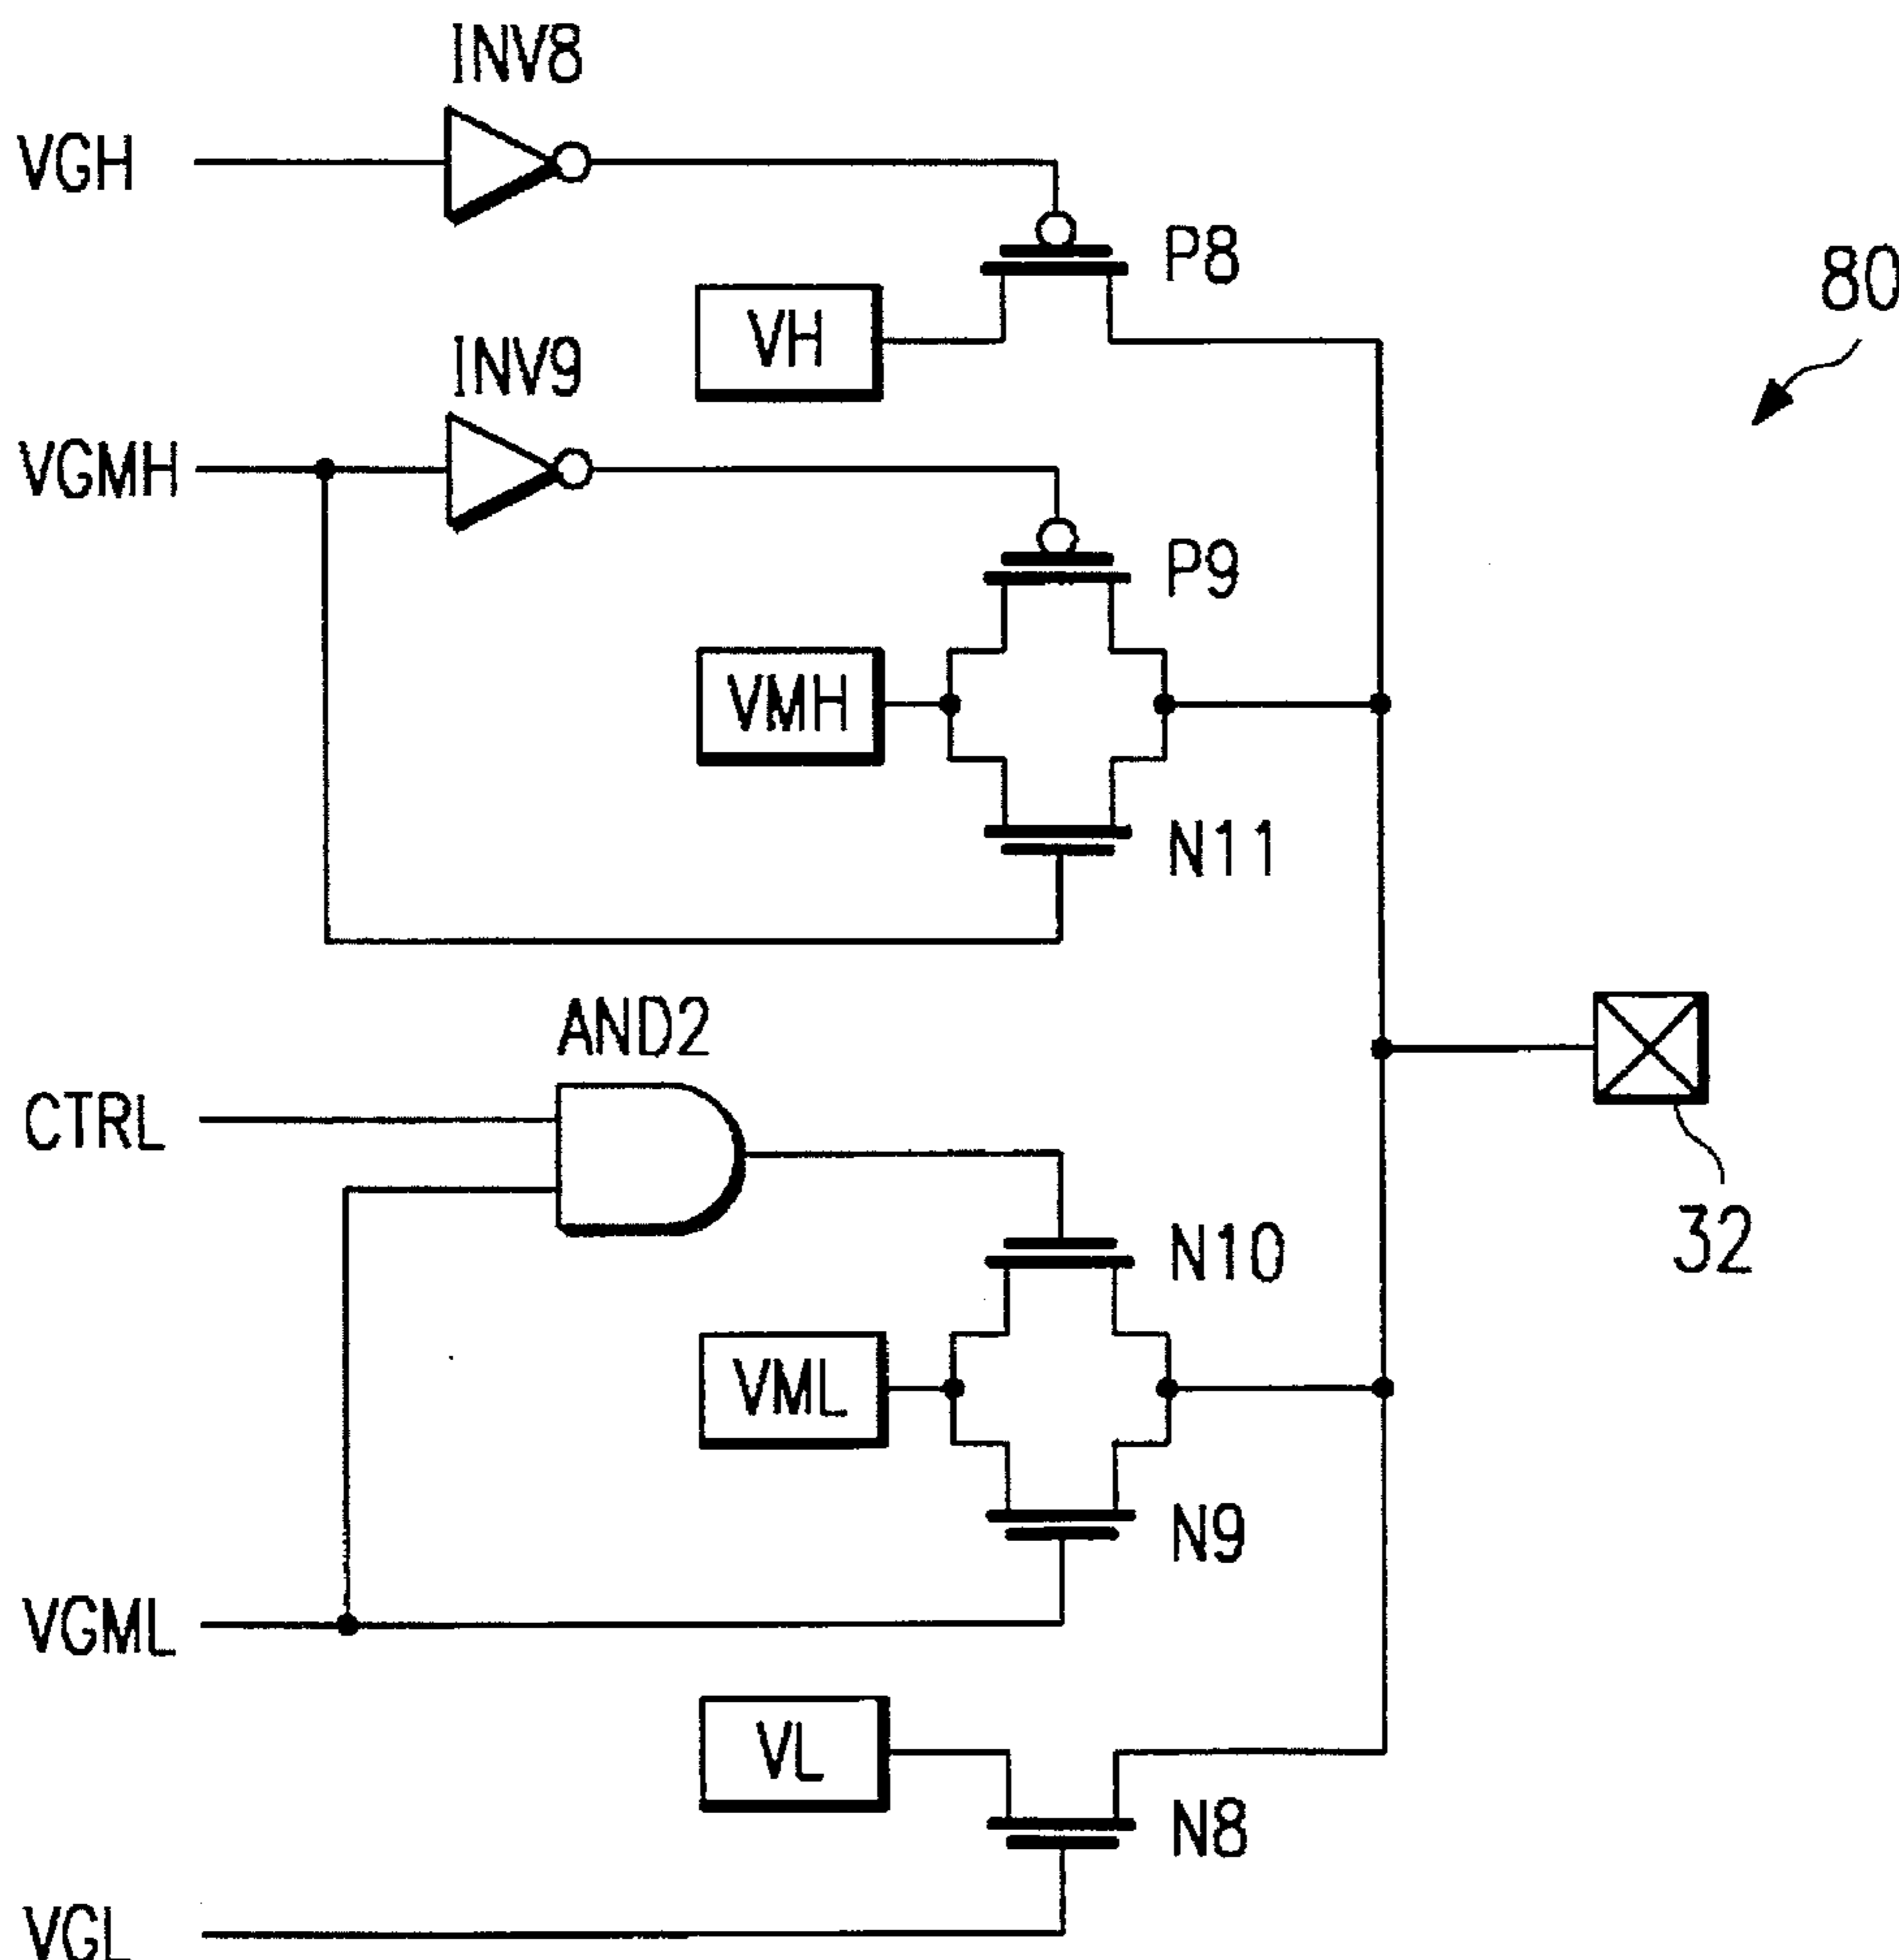 INV8
VGH
P8
80
VH
INV9
VGMH
P9
VMH
N11
AND2
CTRL
N10
32
VML
N9
VGML
VL
N8
VGL